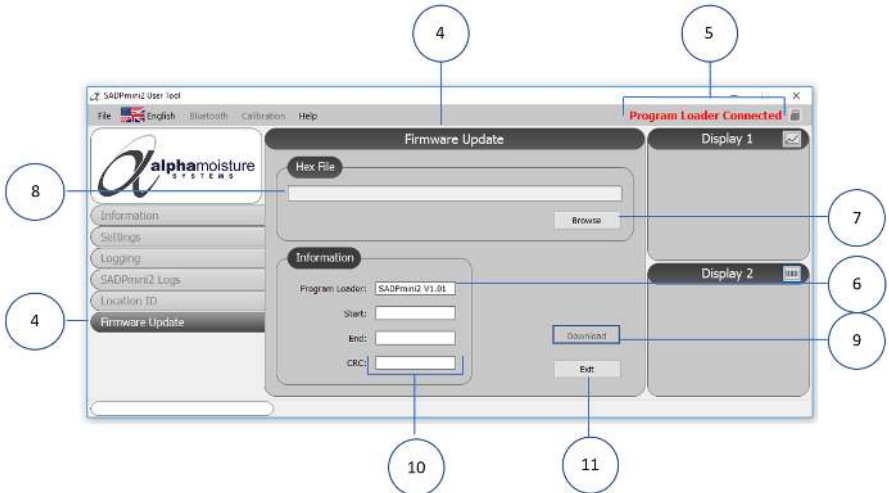 4
5
SADPmini2 User Tool
File English Bluetooth Calibration Help
Program Loader Connected
alphamoisture
SYSTEMS
Firmware Update
Display 1
Hex File
8
Browse
7
Information
Settings
Logging
SADPmini2 Logs
Location ID
Firmware Update
4
Information
Program Loader: SADPmini2 V1.01
6
Start:
End:
CRC:
Display 2
Download
9
Exit
10
11